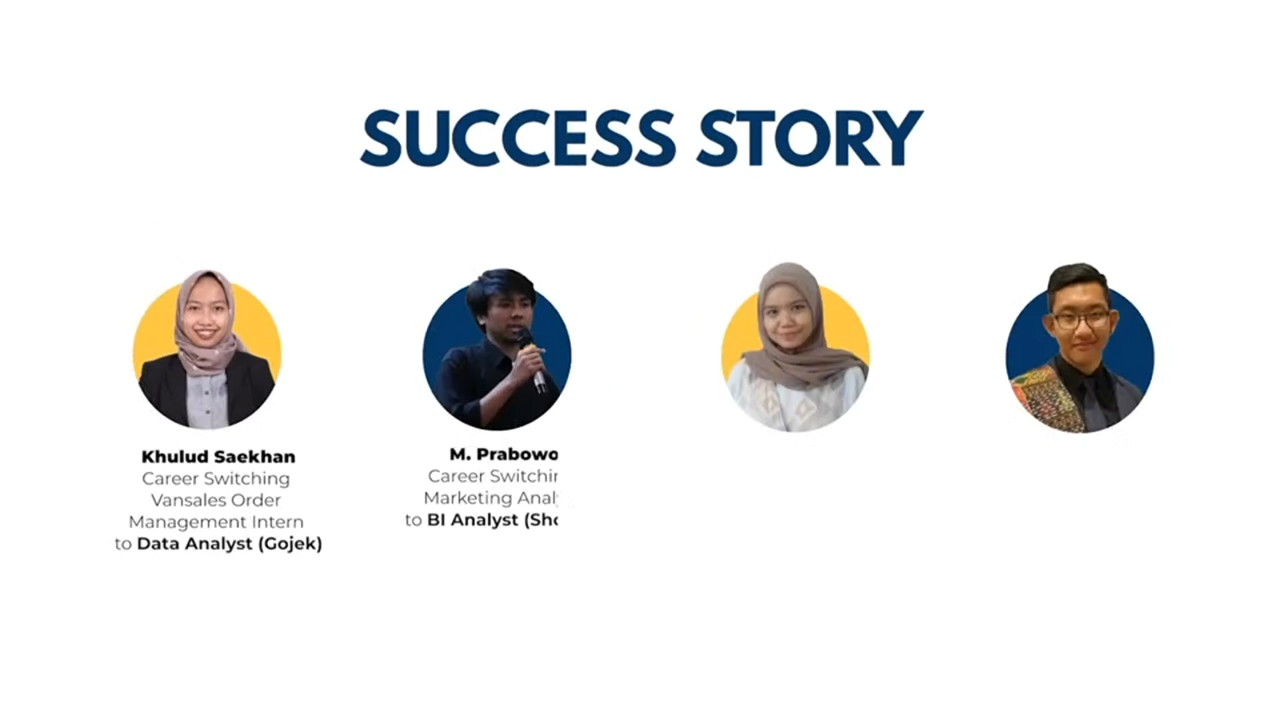 SUCCESS STORY
Khulud Saekhan
Career Switching
Vansales Order
Management Intern
to Data Analyst (Gojek)
M. Prabowo
Career
Marketing
to BI Analyst